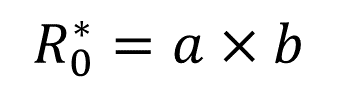 R₀* = a × b